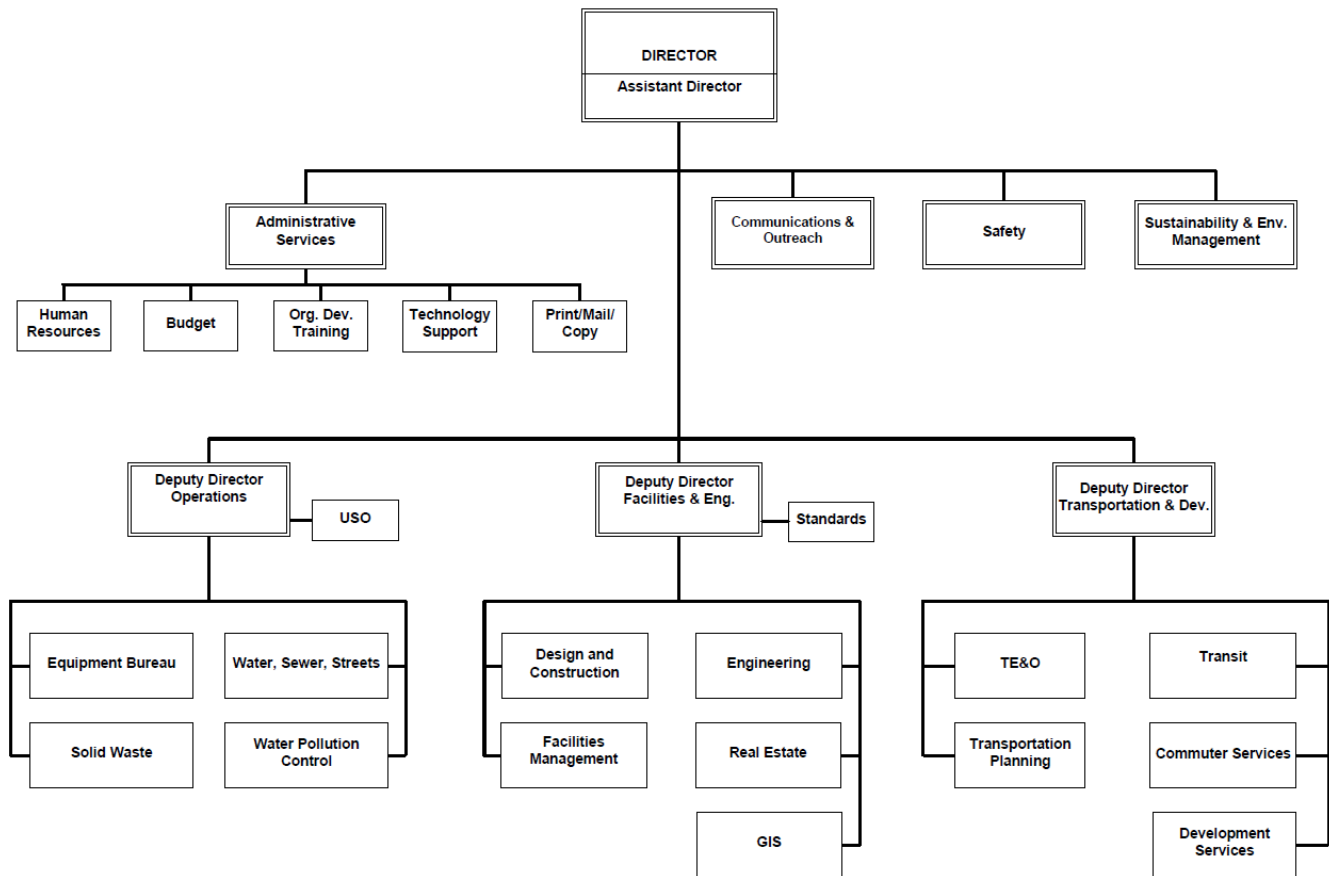 DIRECTOR
Assistant Director
Administrative
Services
Communications &
Outreach
Safety
Sustainability & Env.
Management
Human
Resources
Budget
Org. Dev.
Training
Technology
Support
Print/Mail/
Copy
Deputy Director
Operations
USO
Deputy Director
Facilities & Eng.
Standards
Deputy Director
Transportation & Dev.
Equipment Bureau
Water, Sewer, Streets
Solid Waste
Water Pollution
Control
Design and
Construction
Engineering
Facilities
Management
Real Estate
GIS
TE&O
Transit
Transportation
Planning
Commuter Services
Development
Services